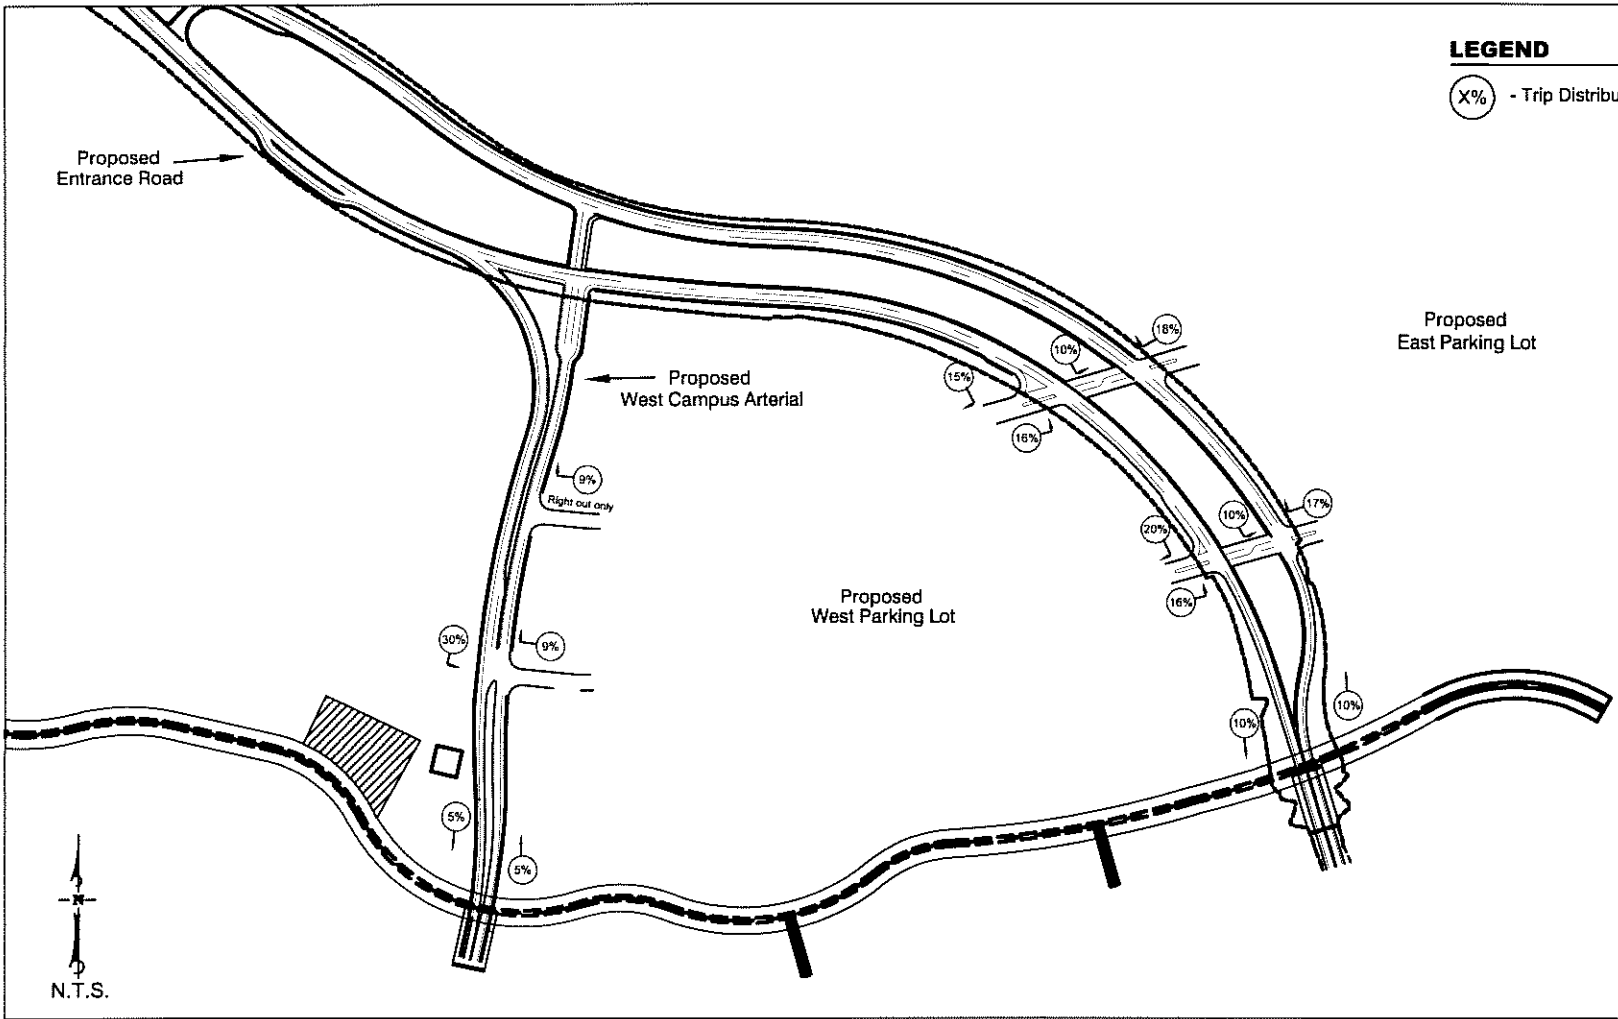 LEGEND
X% - Trip Distribu
Proposed
Entrance Road
Proposed
East Parking Lot
18%
10%
15%
16%
Proposed
West Campus Arterial
9%
Right out only
17%
10%
20%
16%
Proposed
West Parking Lot
30%
9%
10%
10%
5%
5%
N
N.T.S.